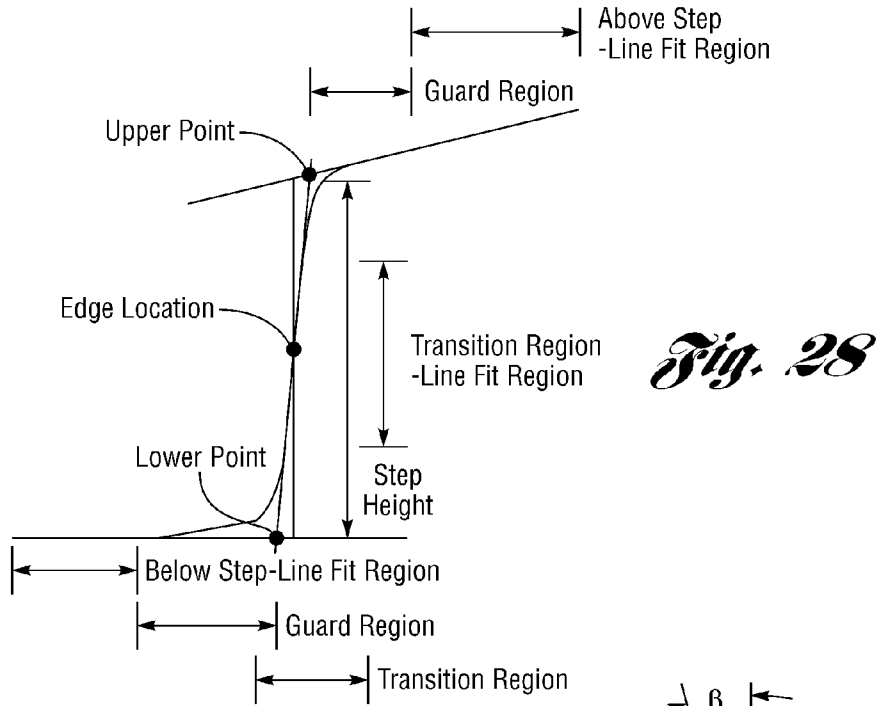 Above Step
-Line Fit Region
Guard Region
Upper Point
Edge Location
Transition Region
-Line Fit Region
Fig. 28
Lower Point
Step
Height
Below Step-Line Fit Region
Guard Region
Transition Region
β